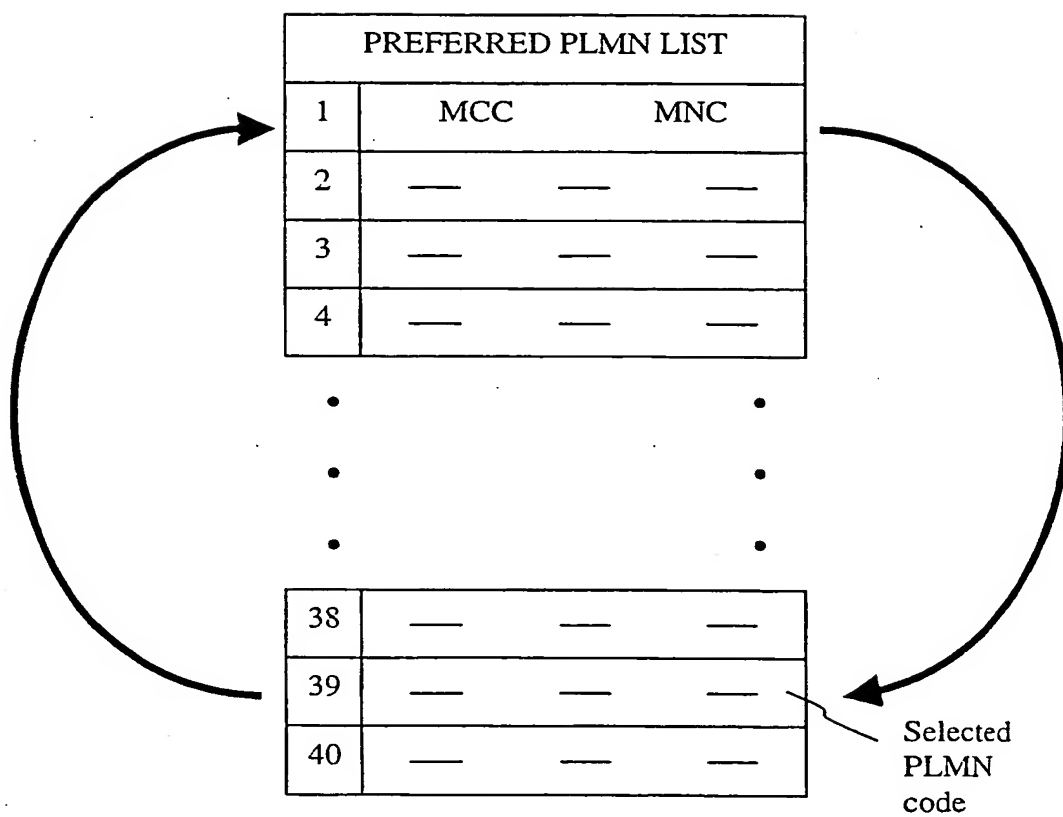 PREFERRED PLMN LIST
1 MCC MNC
2
3
4
38
39
40
Selected
PLMN
code